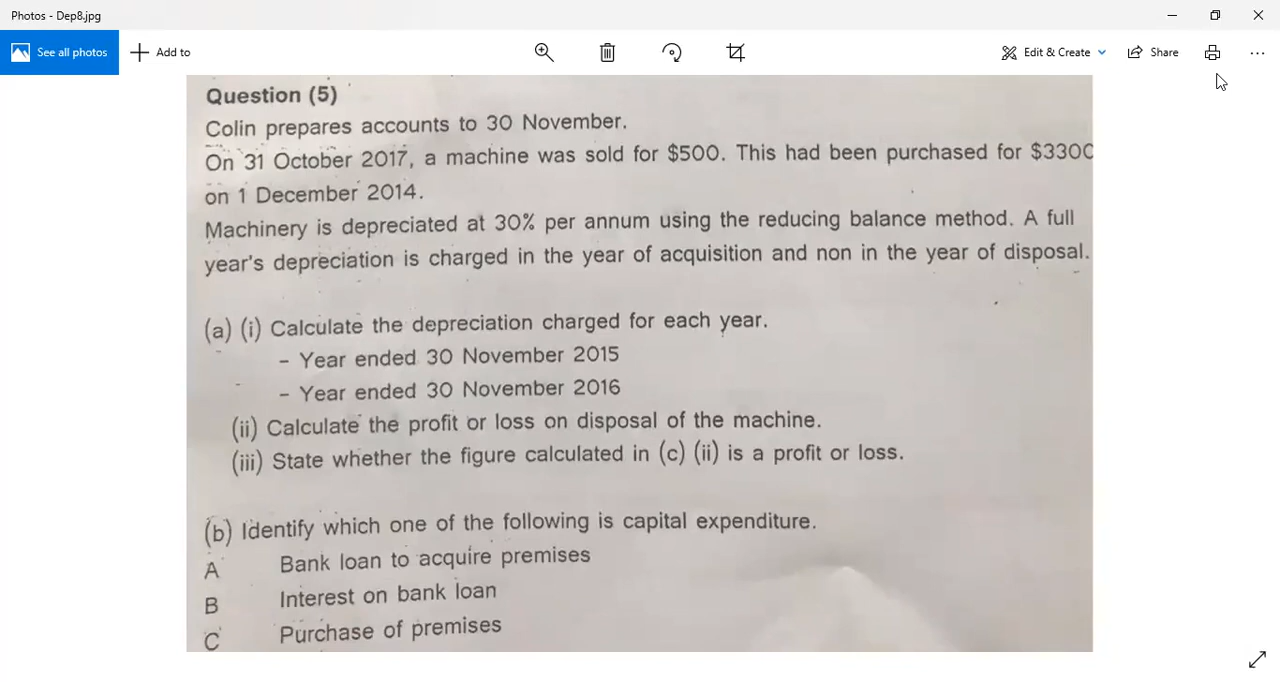 Photos - Dep8.jpg
See all photos
Add to
Edit & Create
Share
Question (5)
Colin prepares accounts to 30 November.
On 31 October 2017, a machine was sold for $500. This had been purchased for $3300
on 1 December 2014.
Machinery is depreciated at 30% per annum using the reducing balance method. A full
year's depreciation is charged in the year of acquisition and non in the year of disposal.
(a) (i) Calculate the depreciation charged for each year.
- Year ended 30 November 2015
- Year ended 30 November 2016
(ii) Calculate the profit or loss on disposal of the machine.
(iii) State whether the figure calculated in (c) (ii) is a profit or loss.
(b) Identify which one of the following is capital expenditure.
A Bank loan to acquire premises
B Interest on bank loan
C Purchase of premises